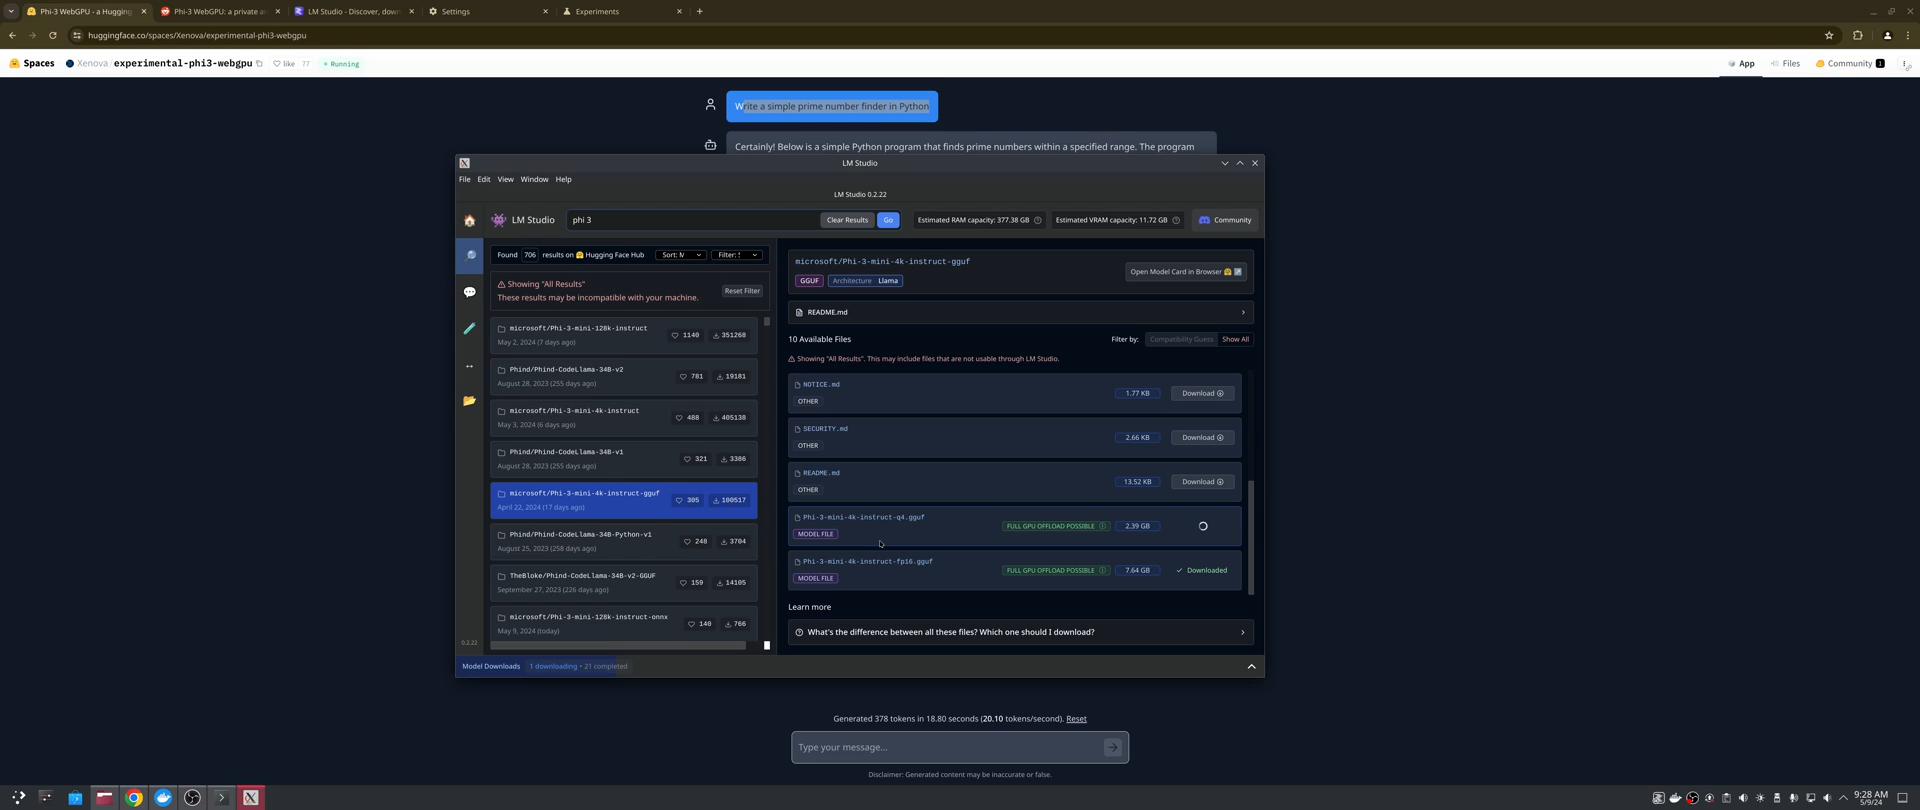 Phi-3 WebGPU - a Hugging
Phi-3 WebGPU: a private a
LM Studio - Discover, dow
Settings
Experiments
huggingface.co/spaces/Xenova/experimental-phi3-webgpu
Spaces
Xenova/experimental-phi3-webgpu
like 77
Running
App
Files
Community 1
Write a simple prime number finder in Python
Certainly! Below is a simple Python program that finds prime numbers within a specified range. The program
LM Studio
File Edit View Window Help
LM Studio 0.2.22
LM Studio
phi 3
Clear Results
Go
Estimated RAM capacity: 377.38 GB
Estimated VRAM capacity: 11.72 GB
Community
Found 706 results on 🤗 Hugging Face Hub
Sort: M
Filter: S
Showing "All Results"
These results may be incompatible with your machine.
Reset Filter
microsoft/Phi-3-mini-128k-instruct
May 2, 2024 (7 days ago)
1140
351268
Phind/Phind-CodeLlama-34B-v2
August 28, 2023 (255 days ago)
781
19181
microsoft/Phi-3-mini-4k-instruct
May 3, 2024 (6 days ago)
488
405138
Phind/Phind-CodeLlama-34B-v1
August 28, 2023 (255 days ago)
321
3386
microsoft/Phi-3-mini-4k-instruct-gguf
April 22, 2024 (17 days ago)
305
100517
Phind/Phind-CodeLlama-34B-Python-v1
August 25, 2023 (258 days ago)
248
3704
TheBloke/Phind-CodeLlama-34B-v2-GGUF
September 27, 2023 (226 days ago)
159
14105
microsoft/Phi-3-mini-128k-instruct-onnx
May 9, 2024 (today)
140
766
0.2.22
microsoft/Phi-3-mini-4k-instruct-gguf
GGUF
Architecture Llama
Open Model Card in Browser
README.md
10 Available Files
Filter by: Compatibility Guess Show All
Showing "All Results". This may include files that are not usable through LM Studio.
NOTICE.md
OTHER
1.77 KB
Download
SECURITY.md
OTHER
2.66 KB
Download
README.md
OTHER
13.52 KB
Download
Phi-3-mini-4k-instruct-q4.gguf
MODEL FILE
FULL GPU OFFLOAD POSSIBLE
2.39 GB
Phi-3-mini-4k-instruct-fp16.gguf
MODEL FILE
FULL GPU OFFLOAD POSSIBLE
7.64 GB
Downloaded
Learn more
What's the difference between all these files? Which one should I download?
Model Downloads 1 downloading • 21 completed
Generated 378 tokens in 18.80 seconds (20.10 tokens/second). Reset
Type your message...
Disclaimer: Generated content may be inaccurate or false.
9:28 AM
5/9/24